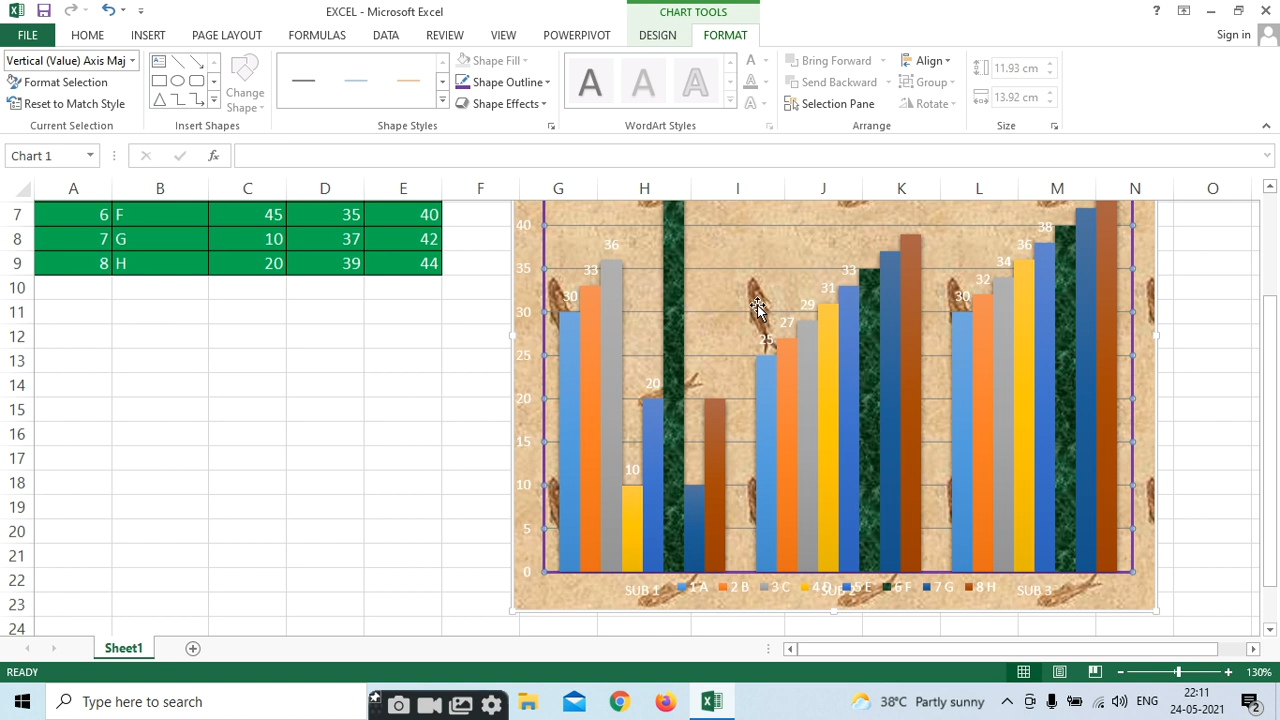 EXCEL - Microsoft Excel
CHART TOOLS
?
FILE
HOME
INSERT
PAGE LAYOUT
FORMULAS
DATA
REVIEW
VIEW
POWERPIVOT
DESIGN
FORMAT
Sign in
Vertical (Value) Axis Maj
Format Selection
Reset to Match Style
Current Selection
Change
Shape
Insert Shapes
Shape Fill
Shape Outline
Shape Effects
Shape Styles
A A A
WordArt Styles
Bring Forward
Send Backward
Selection Pane
Align
Group
Rotate
Arrange
11.93 cm
13.92 cm
Size
Chart 1
fx
A B C D E F G H I J K L M N O
7 6 F 45 35 40
8 7 G 10 37 42
9 8 H 20 39 44
10
11
12
13
14
15
16
17
18
19
20
21
22
23
24
40
35
30
25
20
15
10
5
0
30 33 36 10 20
25 27 29 31 33
30 32 34 36 38
SUB 1
SUB 3
1 A 2 B 3 C 4 D 5 E 6 F 7 G 8 H
Sheet1
READY
130%
Type here to search
38°C Partly sunny
ENG
22:11
24-05-2021
2